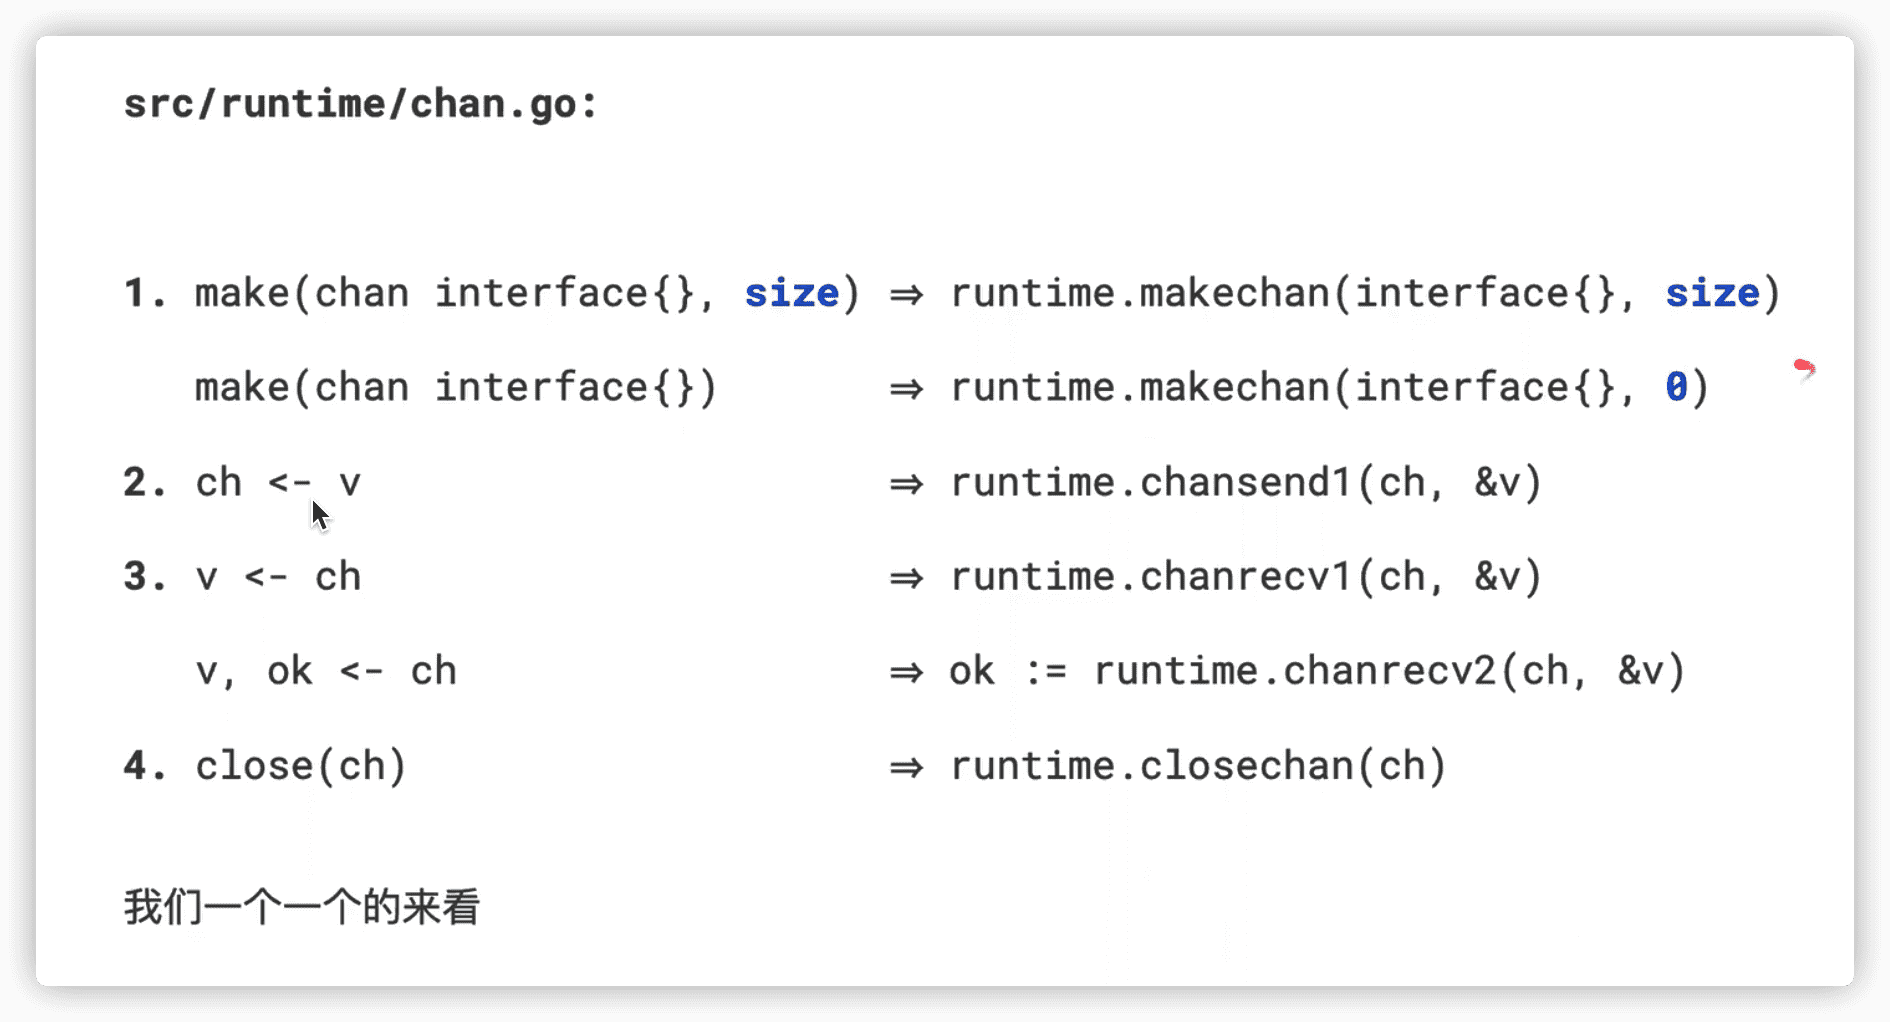 src/runtime/chan.go:
1. make(chan interface{}, size) ⇒ runtime.makechan(interface{}, size)
make(chan interface{}) ⇒ runtime.makechan(interface{}, 0)
2. ch <- v ⇒ runtime.chansend1(ch, &v)
3. v <- ch ⇒ runtime.chanrecv1(ch, &v)
v, ok <- ch ⇒ ok := runtime.chanrecv2(ch, &v)
4. close(ch) ⇒ runtime.closechan(ch)
我们一个一个的来看